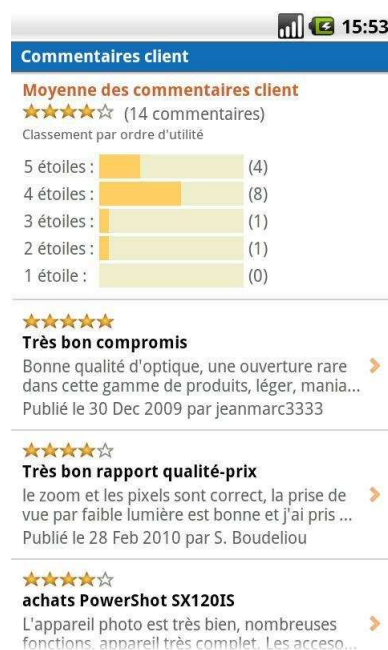 15:53
Commentaires client
Moyenne des commentaires client
(14 commentaires)
Classement par ordre d'utilité
5 étoiles : (4)
4 étoiles : (8)
3 étoiles : (1)
2 étoiles : (1)
1 étoile : (0)
Très bon compromis
Bonne qualité d'optique, une ouverture rare
dans cette gamme de produits, léger, mania...
Publié le 30 Dec 2009 par jeanmarc3333
Très bon rapport qualité-prix
le zoom et les pixels sont correct, la prise de
vue par faible lumière est bonne et j'ai pris ...
Publié le 28 Feb 2010 par S. Boudeliou
achats PowerShot SX120IS
L'appareil photo est très bien, nombreuses
fonctions, appareil très complet. Les acceso...